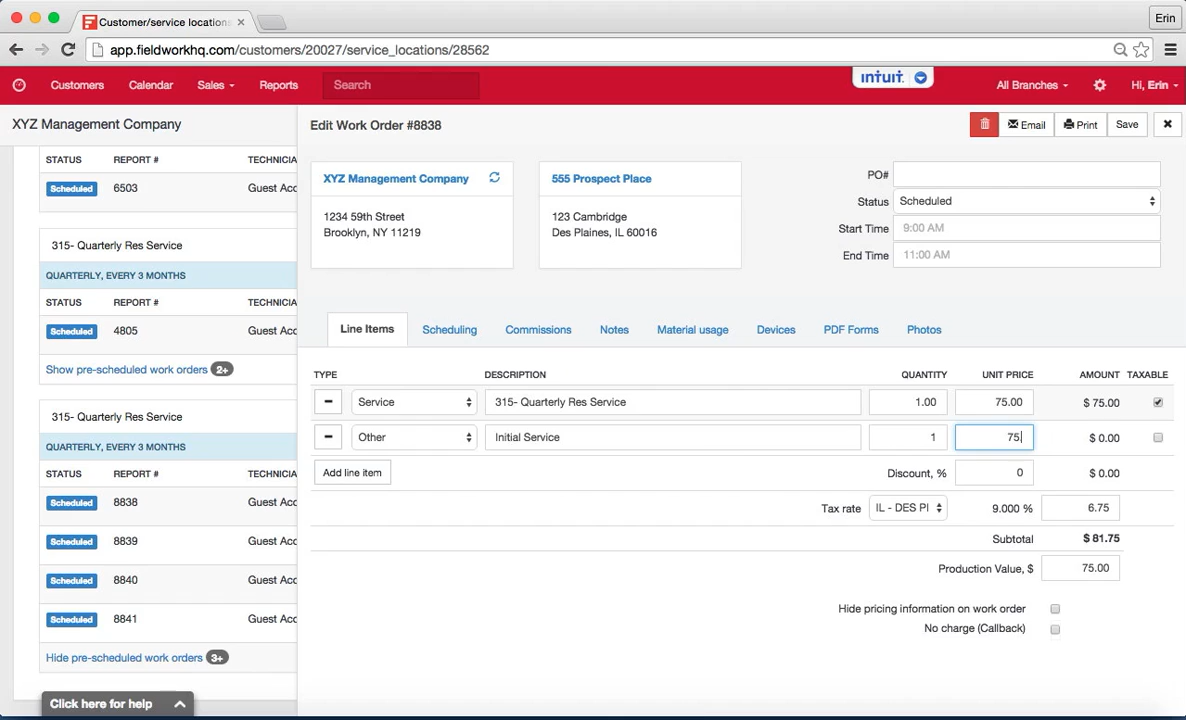 Customer/service locations
Erin
app.fieldworkhq.com/customers/20027/service_locations/28562
Customers
Calendar
Sales
Reports
Search
intuit
All Branches
Hi, Erin
XYZ Management Company
Edit Work Order #8838
Email
Print
Save
STATUS REPORT # TECHNICIA
Scheduled 6503 Guest Acc
315- Quarterly Res Service
QUARTERLY, EVERY 3 MONTHS
STATUS REPORT # TECHNICIA
Scheduled 4805 Guest Acc
Show pre-scheduled work orders 2+
315- Quarterly Res Service
QUARTERLY, EVERY 3 MONTHS
STATUS REPORT # TECHNICIA
Scheduled 8838 Guest Acc
Scheduled 8839 Guest Acc
Scheduled 8840 Guest Acc
Scheduled 8841 Guest Acc
Hide pre-scheduled work orders 3+
Click here for help
XYZ Management Company
1234 59th Street
Brooklyn, NY 11219
555 Prospect Place
123 Cambridge
Des Plaines, IL 60016
PO#
Status Scheduled
Start Time 9:00 AM
End Time 11:00 AM
Line Items
Scheduling
Commissions
Notes
Material usage
Devices
PDF Forms
Photos
TYPE DESCRIPTION QUANTITY UNIT PRICE AMOUNT TAXABLE
Service 315- Quarterly Res Service 1.00 75.00 $ 75.00
Other Initial Service 1 75 $ 0.00
Add line item Discount, % 0 $ 0.00
Tax rate IL - DES PI 9.000 % 6.75
Subtotal $ 81.75
Production Value, $ 75.00
Hide pricing information on work order
No charge (Callback)